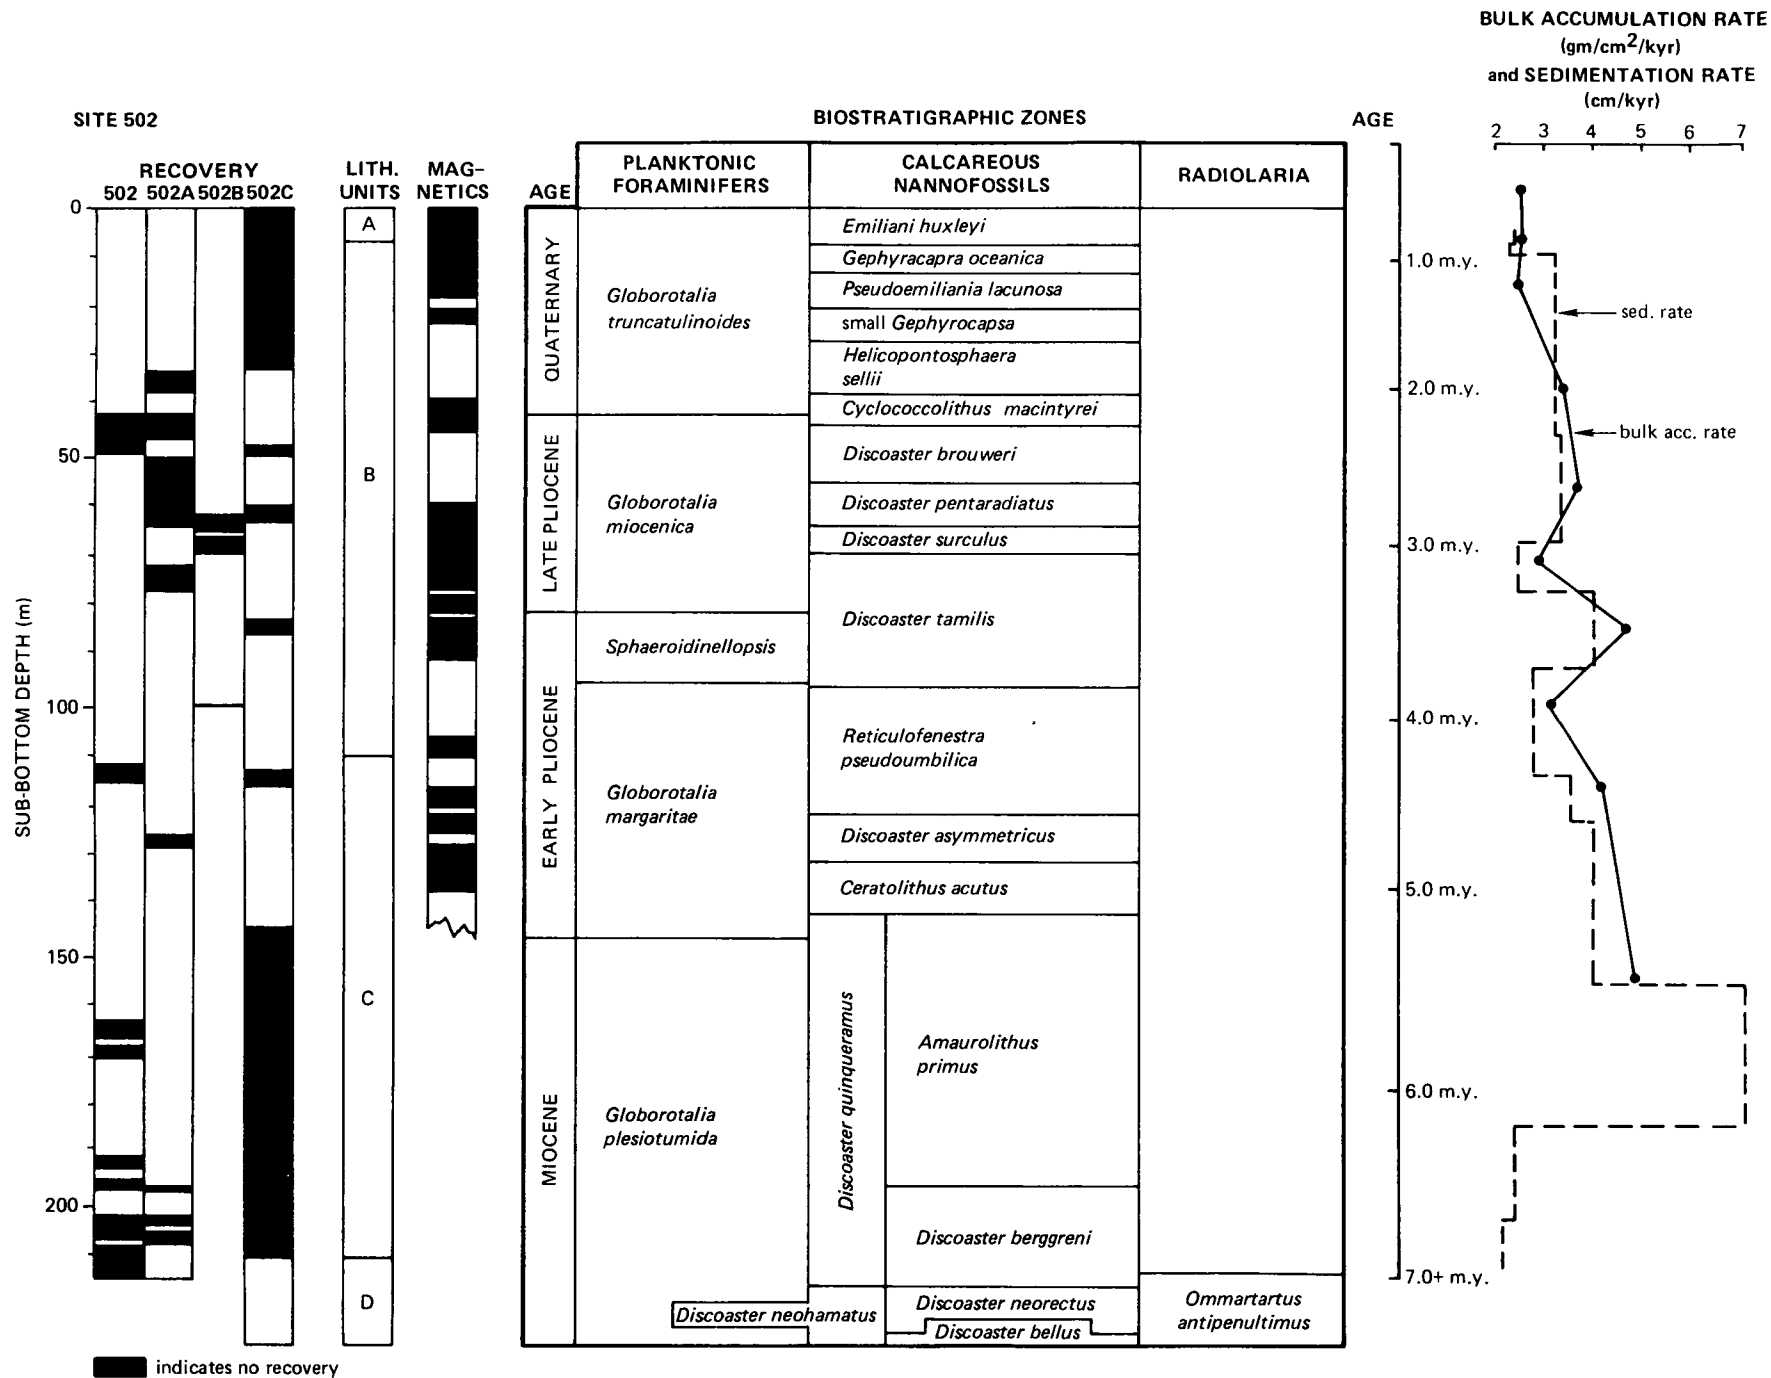 BULK ACCUMULATION RATE
(gm/cm2/kyr)
and SEDIMENTATION RATE
(cm/kyr)
SITE 502
BIOSTRATIGRAPHIC ZONES
AGE
2 3 4 5 6 7
RECOVERY
502 502A 502B 502C
LITH.
UNITS
MAG-
NETICS
AGE
PLANKTONIC
FORAMINIFERS
CALCAREOUS
NANNOFOSSILS
RADIOLARIA
SUB-BOTTOM DEPTH (m)
0
50
100
150
200
A
B
C
D
QUATERNARY
LATE PLIOCENE
EARLY PLIOCENE
MIOCENE
Globorotalia
truncatulinoides
Globorotalia
miocenica
Sphaeroidinellopsis
Globorotalia
margaritae
Globorotalia
plesiotumida
Emiliani huxleyi
Gephyracapra oceanica
Pseudoemiliania lacunosa
small Gephyrocapsa
Helicopontosphaera
sellii
Cyclococcolithus macintyrei
Discoaster brouweri
Discoaster pentaradiatus
Discoaster surculus
Discoaster tamilis
Reticulofenestra
pseudoumbilica
Discoaster asymmetricus
Ceratolithus acutus
Discoaster quinqueramus
Amaurolithus
primus
Discoaster berggreni
Discoaster neohamatus
Discoaster neorectus
Discoaster bellus
Ommartartus
antipenultimus
1.0 m.y.
2.0 m.y.
3.0 m.y.
4.0 m.y.
5.0 m.y.
6.0 m.y.
7.0+ m.y.
sed. rate
bulk acc. rate
indicates no recovery